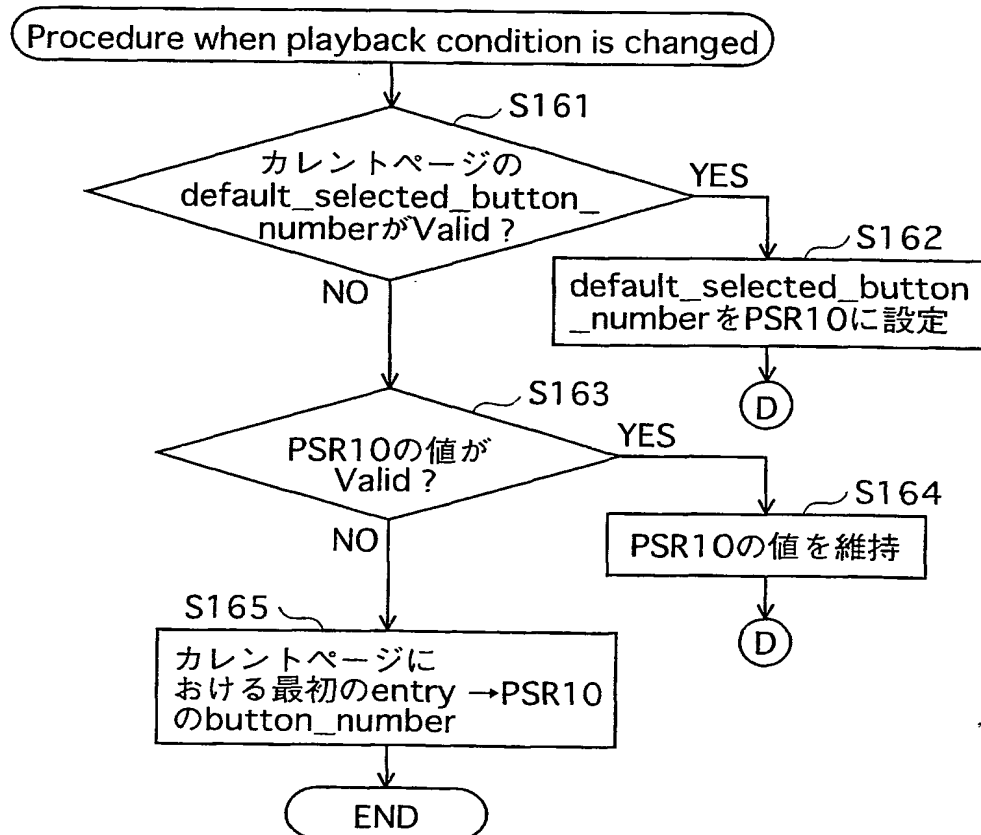 Procedure when playback condition is changed
S161
カレントページの
default_selected_button_
numberがValid？
YES
NO
S162
default_selected_button
_numberをPSR10に設定
D
S163
PSR10の値が
Valid？
YES
NO
S164
PSR10の値を維持
D
S165
カレントページに
おける最初のentry →PSR10
のbutton_number
END